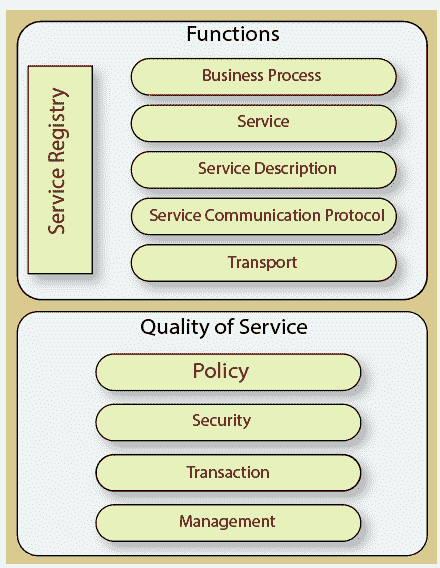 Functions
Service Registry
Business Process
Service
Service Description
Service Communication Protocol
Transport
Quality of Service
Policy
Security
Transaction
Management